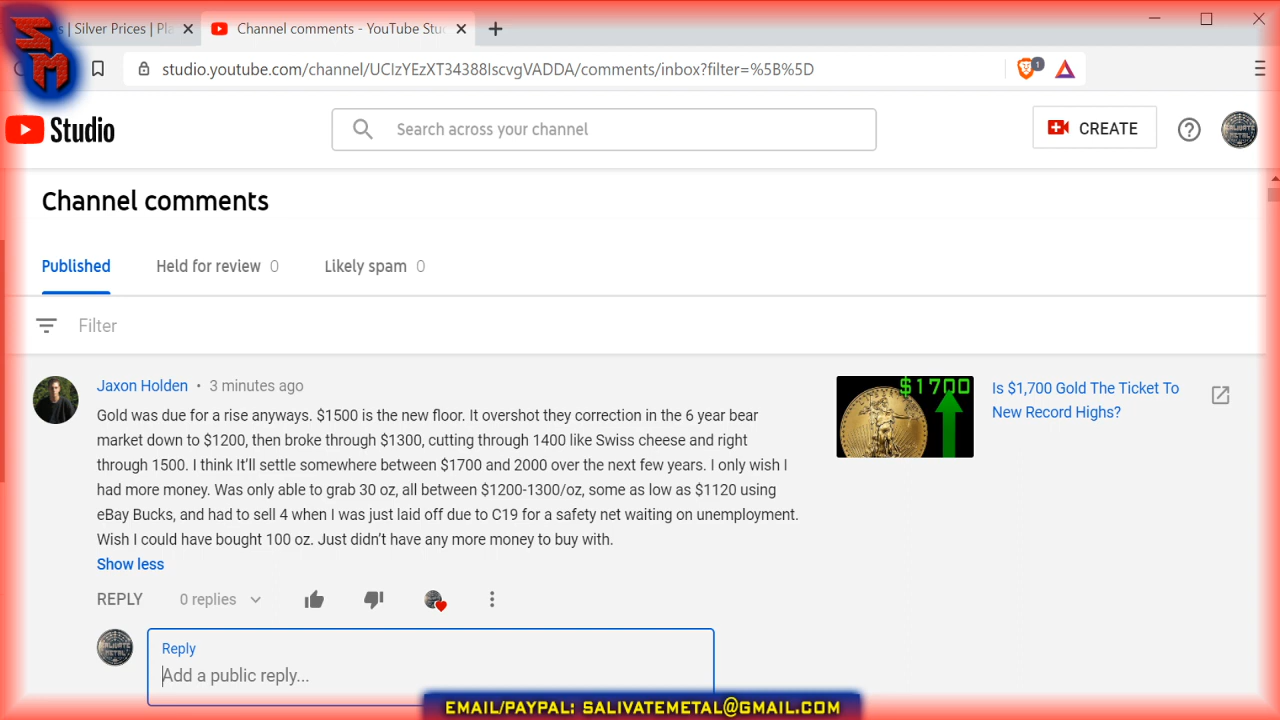 SM
s | Silver Prices | Pla
Channel comments - YouTube Stu
studio.youtube.com/channel/UCIzYEzXT34388IscvgVADDA/comments/inbox?filter=%5B%5D
1
Studio
Search across your channel
CREATE
Channel comments
Published
Held for review 0
Likely spam 0
Filter
Jaxon Holden • 3 minutes ago
Gold was due for a rise anyways. $1500 is the new floor. It overshot they correction in the 6 year bear
market down to $1200, then broke through $1300, cutting through 1400 like Swiss cheese and right
through 1500. I think It’ll settle somewhere between $1700 and 2000 over the next few years. I only wish I
had more money. Was only able to grab 30 oz, all between $1200-1300/oz, some as low as $1120 using
eBay Bucks, and had to sell 4 when I was just laid off due to C19 for a safety net waiting on unemployment.
Wish I could have bought 100 oz. Just didn’t have any more money to buy with.
Show less
$1700
Is $1,700 Gold The Ticket To
New Record Highs?
REPLY
0 replies
Reply
Add a public reply...
EMAIL/PAYPAL: SALIVATEMETAL@GMAIL.COM